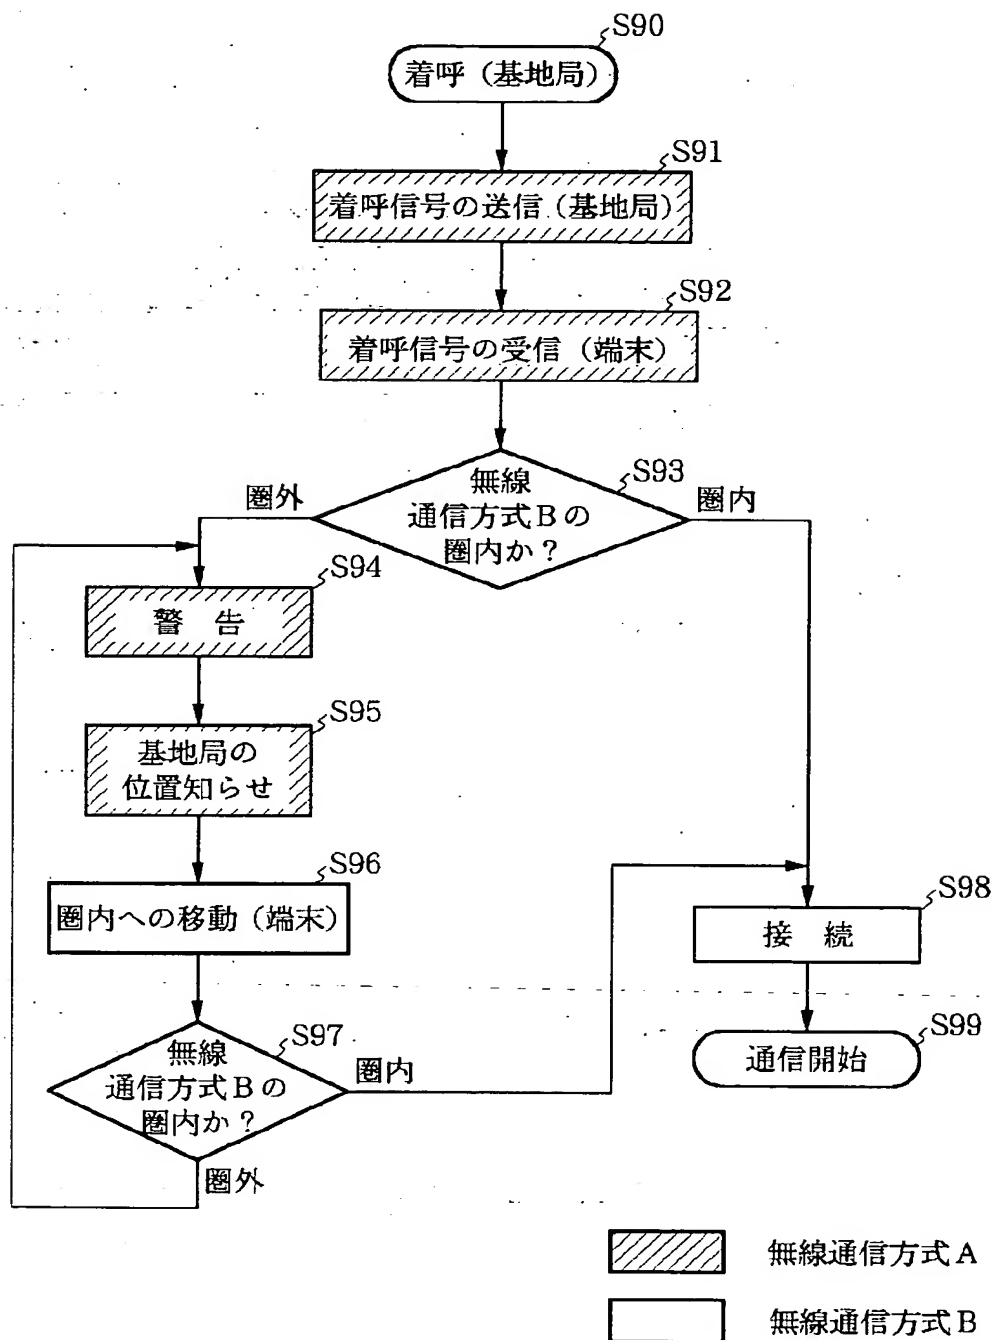 S90
着呼（基地局）
S91
着呼信号の送信（基地局）
S92
着呼信号の受信（端末）
S93
無線
通信方式Bの
圏内か？
圏外
圏内
S94
警 告
S95
基地局の
位置知らせ
S96
圏内への移動（端末）
S97
無線
通信方式Bの
圏内か？
圏内
圏外
S98
接 続
S99
通信開始
無線通信方式A
無線通信方式B